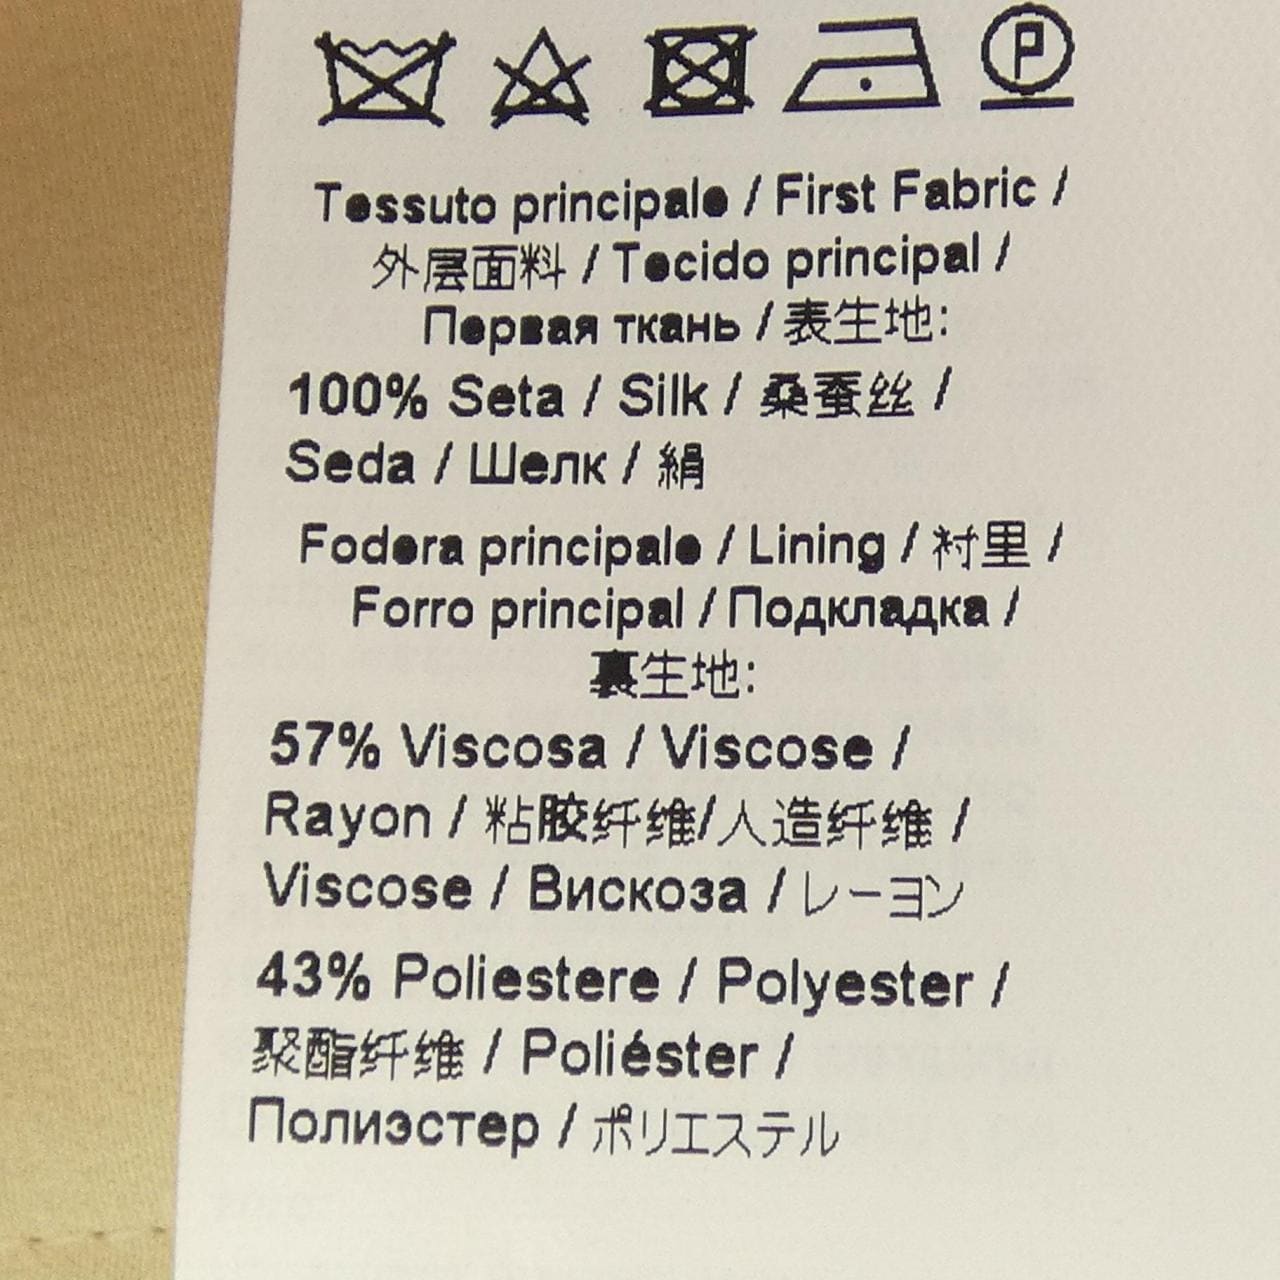 P
Tessuto principale / First Fabric /
外层面料 / Tecido principal /
Первая ткань / 表生地:
100% Seta / Silk / 桑蚕丝 /
Seda / Шелк / 絹
Fodera principale / Lining / 衬里 /
Forro principal / Подкладка /
裏生地:
57% Viscosa / Viscose /
Rayon / 粘胶纤维/人造纤维 /
Viscose / Вискоза / レーヨン
43% Poliestere / Polyester /
聚酯纤维 / Poliéster /
Полиэстер / ポリエステル